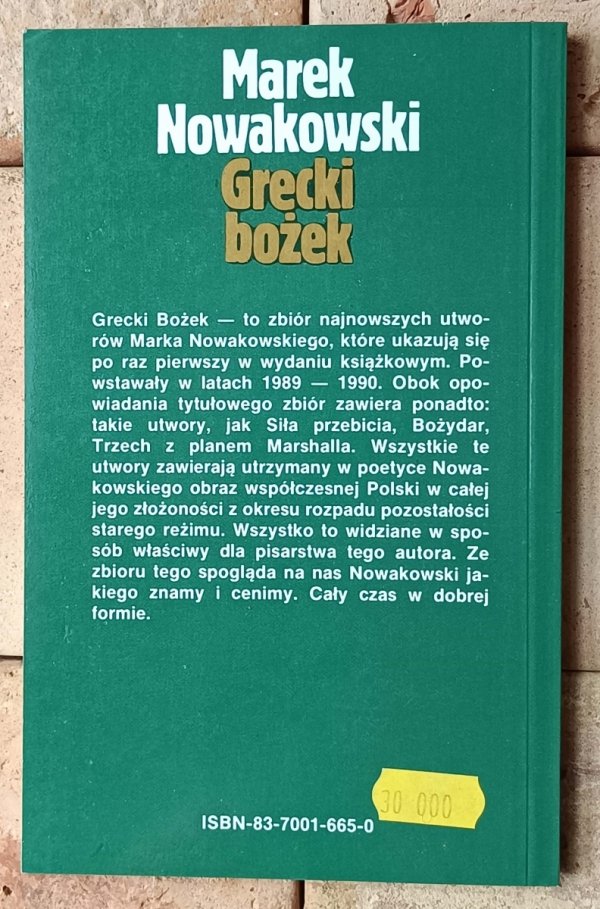 Marek
Nowakowski
Grecki
bożek
Grecki Bożek — to zbiór najnowszych utwo-
rów Marka Nowakowskiego, które ukazują się
po raz pierwszy w wydaniu książkowym. Po-
wstawały w latach 1989 — 1990. Obok opo-
wiadania tytułowego zbiór zawiera ponadto:
takie utwory, jak Siła przebicia, Bożydar,
Trzech z planem Marshalla. Wszystkie te
utwory zawierają utrzymany w poetyce Nowa-
kowskiego obraz współczesnej Polski w całej
jego złożoności z okresu rozpadu pozostałości
starego reżimu. Wszystko to widziane w spo-
sób właściwy dla pisarstwa tego autora. Ze
zbioru tego spogląda na nas Nowakowski ja-
kiego znamy i cenimy. Cały czas w dobrej
formie.
30 000
ISBN-83-7001-665-0